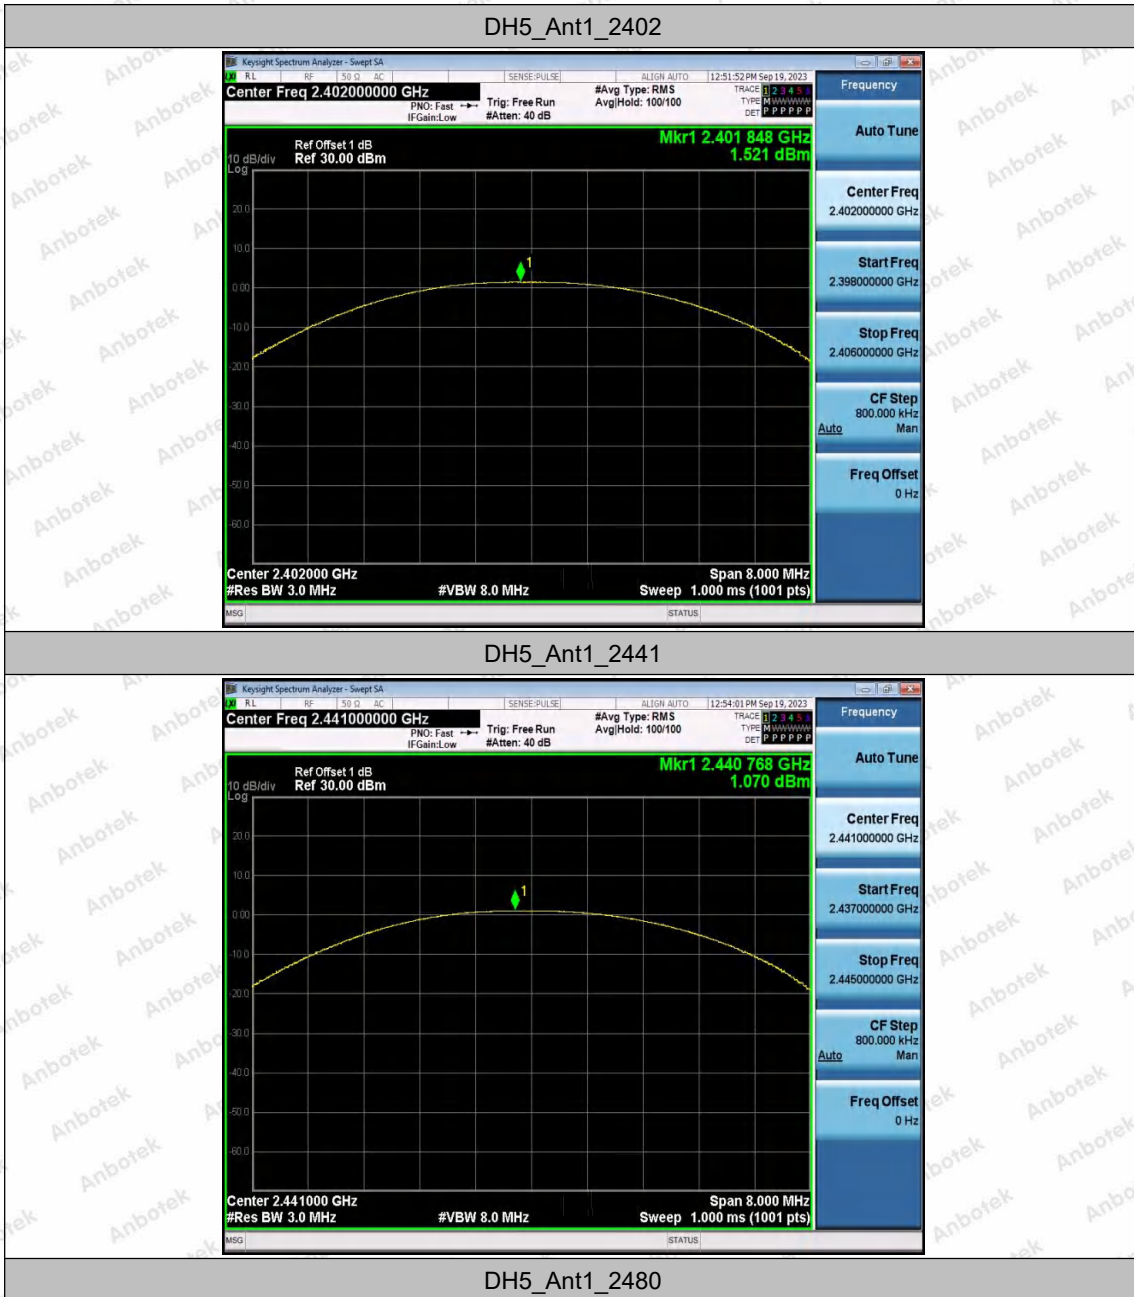 DH5_Ant1_2402
Keysight Spectrum Analyzer - Swept SA
RL RF 50 Ω AC SENSE:PULSE ALIGN AUTO 12:51:52 PM Sep 19, 2023
Center Freq 2.402000000 GHz
PNO: Fast
IFGain:Low
Trig: Free Run
#Atten: 40 dB
#Avg Type: RMS
Avg|Hold: 100/100
TRACE 1 2 3 4 5 6
TYPE M W W W W W
DET P P P P P P
Frequency
Auto Tune
Mkr1 2.401 848 GHz
1.521 dBm
Ref Offset 1 dB
10 dB/div Ref 30.00 dBm
Log
20.0
10.0
0.00
-10.0
-20.0
-30.0
-40.0
-50.0
-60.0
1
Center 2.402000 GHz Span 8.000 MHz
#Res BW 3.0 MHz #VBW 8.0 MHz Sweep 1.000 ms (1001 pts)
Center Freq
2.402000000 GHz
Start Freq
2.398000000 GHz
Stop Freq
2.406000000 GHz
CF Step
800.000 kHz
Auto Man
Freq Offset
0 Hz
MSG STATUS
DH5_Ant1_2441
Keysight Spectrum Analyzer - Swept SA
RL RF 50 Ω AC SENSE:PULSE ALIGN AUTO 12:54:01 PM Sep 19, 2023
Center Freq 2.441000000 GHz
PNO: Fast
IFGain:Low
Trig: Free Run
#Atten: 40 dB
#Avg Type: RMS
Avg|Hold: 100/100
TRACE 1 2 3 4 5 6
TYPE M W W W W W
DET P P P P P P
Frequency
Auto Tune
Mkr1 2.440 768 GHz
1.070 dBm
Ref Offset 1 dB
10 dB/div Ref 30.00 dBm
Log
20.0
10.0
0.00
-10.0
-20.0
-30.0
-40.0
-50.0
-60.0
1
Center 2.441000 GHz Span 8.000 MHz
#Res BW 3.0 MHz #VBW 8.0 MHz Sweep 1.000 ms (1001 pts)
Center Freq
2.441000000 GHz
Start Freq
2.437000000 GHz
Stop Freq
2.445000000 GHz
CF Step
800.000 kHz
Auto Man
Freq Offset
0 Hz
MSG STATUS
DH5_Ant1_2480